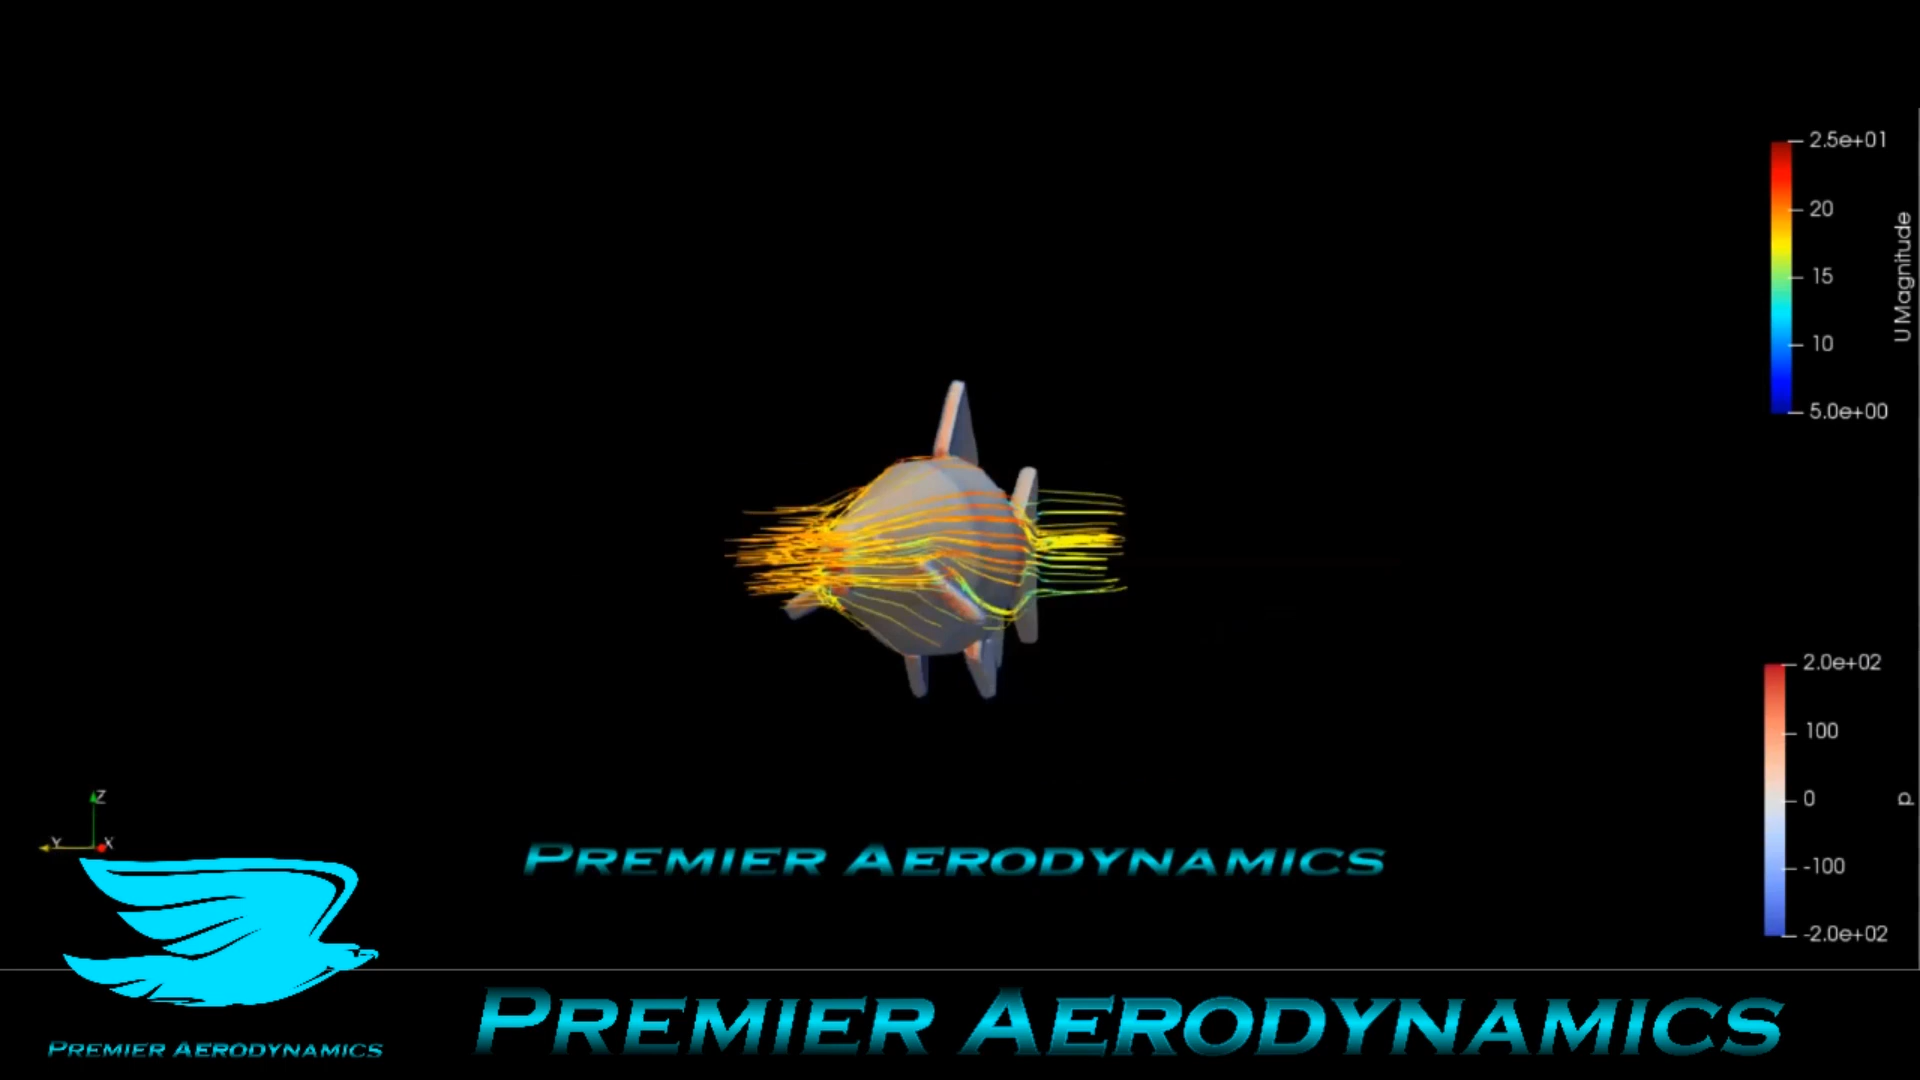 2.5e+01
20
15
10
5.0e+00
U Magnitude
2.0e+02
100
0
-100
-2.0e+02
p
Z
Y X
PREMIER AERODYNAMICS
PREMIER AERODYNAMICS
PREMIER AERODYNAMICS